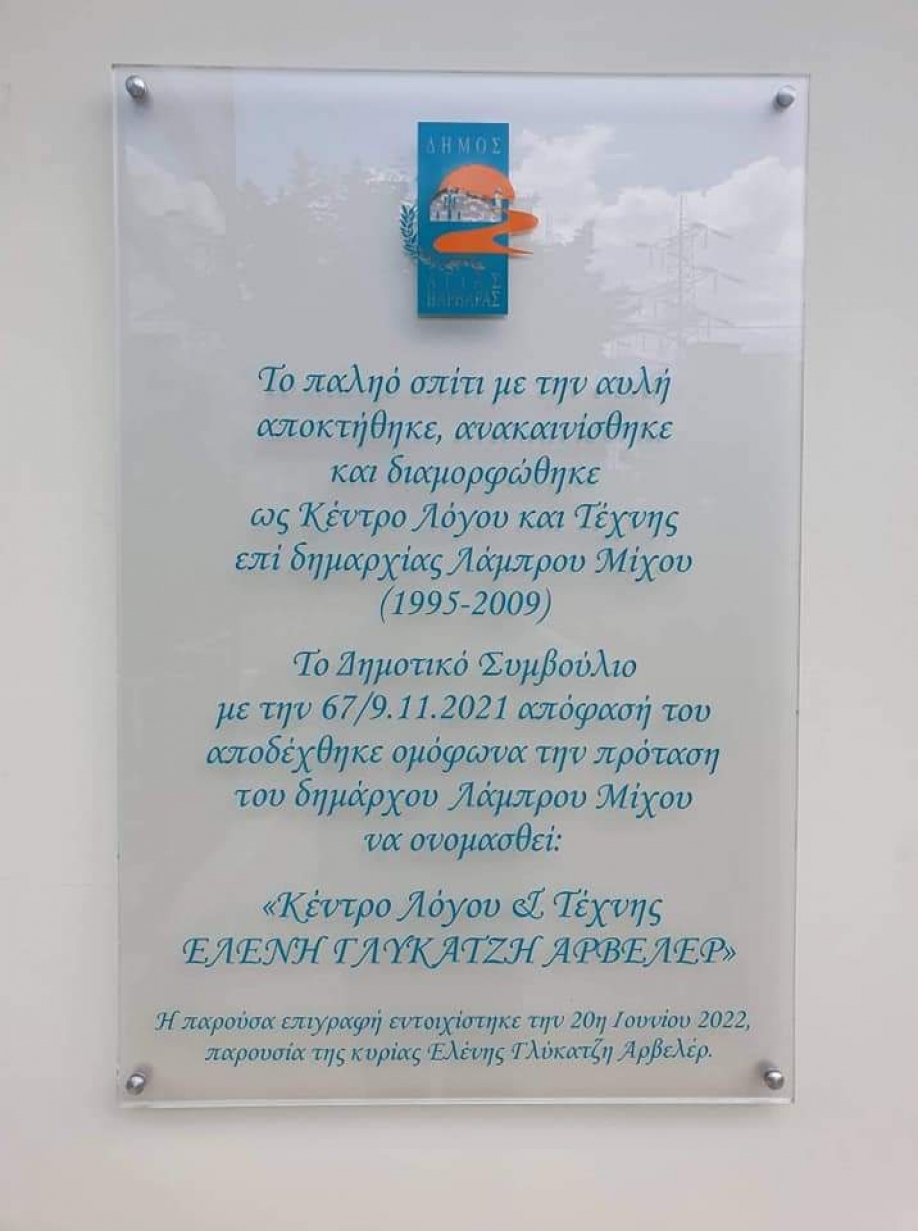 ΔΗΜΟΣ
ΑΓΙΑΣ
ΒΑΡΒΑΡΑΣ
Το παληό σπίτι με την αυλή
αποκτήθηκε, ανακαινίσθηκε
και διαμορφώθηκε
ως Κέντρο Λόγου και Τέχνης
επί δημαρχίας Λάμπρου Μίχου
(1995-2009)
Το Δημοτικό Συμβούλιο
με την 67/9.11.2021 απόφασή του
αποδέχθηκε ομόφωνα την πρόταση
του δημάρχου Λάμπρου Μίχου
να ονομασθεί:
«Κέντρο Λόγου & Τέχνης
ΕΛΕΝΗ ΓΛΥΚΑΤΖΗ ΑΡΒΕΛΕΡ»
Η παρούσα επιγραφή εντοιχίστηκε την 20η Ιουνίου 2022,
παρουσία της κυρίας Ελένης Γλύκατζη Αρβελέρ.